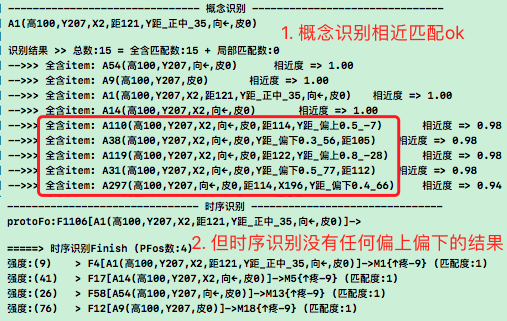 ---------------------------------- 概念识别 ----------------------------------
A1(高100,Y207,X2,距121,Y距_正中_35,向←,皮0)
1. 概念识别相近匹配ok
识别结果 >> 总数:15 = 全含匹配数:15 + 局部匹配数:0
-->>> 全含item: A54(高100,Y207,向←,皮0) 相近度 => 1.00
-->>> 全含item: A9(高100,Y207,皮0) 相近度 => 1.00
-->>> 全含item: A1(高100,Y207,X2,距121,Y距_正中_35,向←,皮0) 相近度 => 1.00
-->>> 全含item: A14(高100,Y207,X2,向←,皮0) 相近度 => 1.00
-->>> 全含item: A110(高100,Y207,X2,向←,皮0,距114,Y距_偏上0.5_-7) 相近度 => 0.98
-->>> 全含item: A38(高100,Y207,X2,向←,皮0,Y距_偏下0.3_56,距105) 相近度 => 0.98
-->>> 全含item: A119(高100,Y207,X2,向←,皮0,距122,Y距_偏上0.8_-28) 相近度 => 0.98
-->>> 全含item: A31(高100,Y207,X2,向←,皮0,Y距_偏下0.5_77,距112) 相近度 => 0.98
-->>> 全含item: A297(高100,Y207,向←,皮0,距114,X196,Y距_偏下0.4_66) 相近度 => 0.94
---------------------------------- 时序识别 ----------------------------------
protoFo:F1106[A1(高100,Y207,X2,距121,Y距_正中_35,向←,皮0)]->
2. 但时序识别没有任何偏上偏下的结果
=====> 时序识别Finish (PFos数:4)
强度:(9) > F4[A1(高100,Y207,X2,距121,Y距_正中_35,向←,皮0)]->M1{↑疼-9} (匹配度:1)
强度:(41) > F17[A14(高100,Y207,X2,向←,皮0)]->M5{↑疼-9} (匹配度:1)
强度:(26) > F58[A54(高100,Y207,向←,皮0)]->M13{↑疼-9} (匹配度:1)
强度:(76) > F12[A9(高100,Y207,皮0)]->M18{↑疼-9} (匹配度:1)